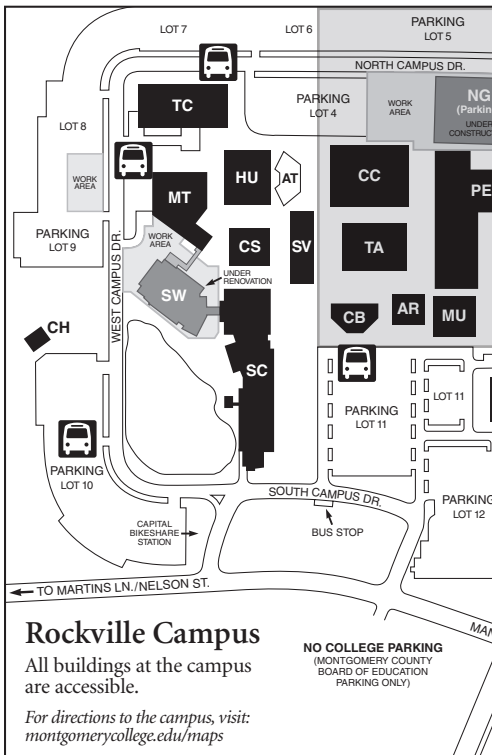 LOT 7
LOT 6
PARKING
LOT 5
NORTH CAMPUS DR.
TC
PARKING
LOT 4
WORK
AREA
NG
UNDER
LOT 8
WORK
AREA
MT
HU
AT
CC
PE
PARKING
LOT 9
WORK
AREA
CS
SV
TA
WEST CAMPUS DR.
UNDER
RENOVATION
SW
CH
CB
AR
MU
SC
LOT 11
PARKING
LOT 11
PARKING
LOT 10
SOUTH CAMPUS DR.
PARKING
LOT 12
CAPITAL
BIKESHARE
STATION
BUS STOP
TO MARTINS LN./NELSON ST.
Rockville Campus
All buildings at the campus
are accessible.
For directions to the campus, visit:
montgomerycollege.edu/maps
NO COLLEGE PARKING
(MONTGOMERY COUNTY
BOARD OF EDUCATION
PARKING ONLY)